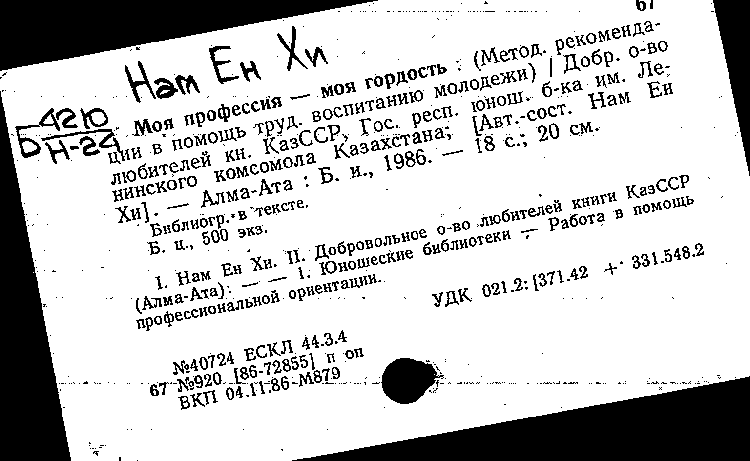 67
Нам Ен Хи
42Ю
Н-24
Моя профессия — моя гордость : (Метод. рекоменда-
ции в помощь труд. воспитанию молодежи) / Добр. о-во
любителей кн. КазССР, Гос. респ. юнош. б-ка им. Ле-
нинского комсомола Казахстана; [Авт.-сост. Нам Ен
Хи]. — Алма-Ата : Б. и., 1986. — 18 с.; 20 см.
Библиогр. в тексте.
Б. ц., 500 экз.
I. Нам Ен Хи. II. Добровольное о-во любителей книги КазССР
(Алма-Ата). — — 1. Юношеские библиотеки — Работа в помощь
профессиональной ориентации.
УДК 021.2:[371.42 + 331.548.2
№40724 ЕСКЛ 44.3.4
67 №920 [86-72855] п оп
ВКП 04.11.86 М879